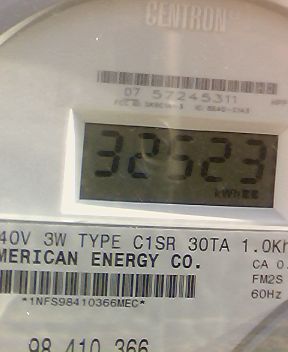 CENTRON
07 57245311
32523
kWh
40V 3W TYPE C1SR 30TA 1.0Kh
MERICAN ENERGY CO.
CA 0.
FM2S
60Hz
*1NFS98410366MEC*
98 410 366